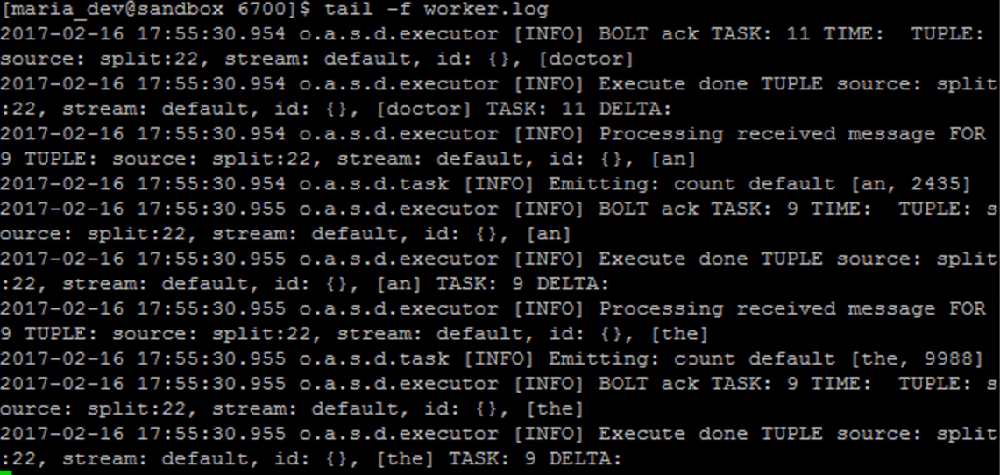 [maria_dev@sandbox 6700]$ tail -f worker.log
2017-02-16 17:55:30.954 o.a.s.d.executor [INFO] BOLT ack TASK: 11 TIME:  TUPLE:
source: split:22, stream: default, id: {}, [doctor]
2017-02-16 17:55:30.954 o.a.s.d.executor [INFO] Execute done TUPLE source: split
:22, stream: default, id: {}, [doctor] TASK: 11 DELTA:
2017-02-16 17:55:30.954 o.a.s.d.executor [INFO] Processing received message FOR
9 TUPLE: source: split:22, stream: default, id: {}, [an]
2017-02-16 17:55:30.954 o.a.s.d.task [INFO] Emitting: count default [an, 2435]
2017-02-16 17:55:30.955 o.a.s.d.executor [INFO] BOLT ack TASK: 9 TIME:  TUPLE: s
ource: split:22, stream: default, id: {}, [an]
2017-02-16 17:55:30.955 o.a.s.d.executor [INFO] Execute done TUPLE source: split
:22, stream: default, id: {}, [an] TASK: 9 DELTA:
2017-02-16 17:55:30.955 o.a.s.d.executor [INFO] Processing received message FOR
9 TUPLE: source: split:22, stream: default, id: {}, [the]
2017-02-16 17:55:30.955 o.a.s.d.task [INFO] Emitting: count default [the, 9988]
2017-02-16 17:55:30.955 o.a.s.d.executor [INFO] BOLT ack TASK: 9 TIME:  TUPLE: s
ource: split:22, stream: default, id: {}, [the]
2017-02-16 17:55:30.955 o.a.s.d.executor [INFO] Execute done TUPLE source: split
:22, stream: default, id: {}, [the] TASK: 9 DELTA: